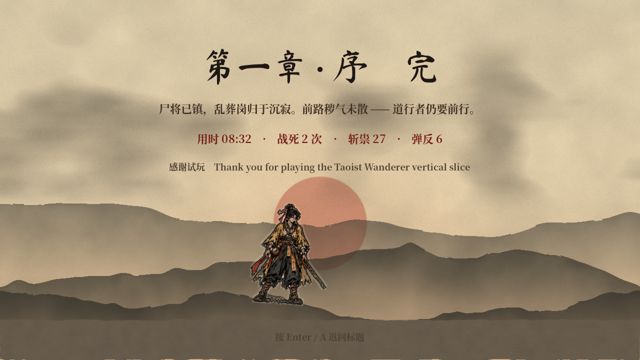 第一章·序 完
尸将已镇，乱葬岗归于沉寂。前路秽气未散 —— 道行者仍要前行。
用时 08:32 · 战死 2 次 · 斩祟 27 · 弹反 6
感谢试玩 Thank you for playing the Taoist Wanderer vertical slice
按 Enter / A 返回标题